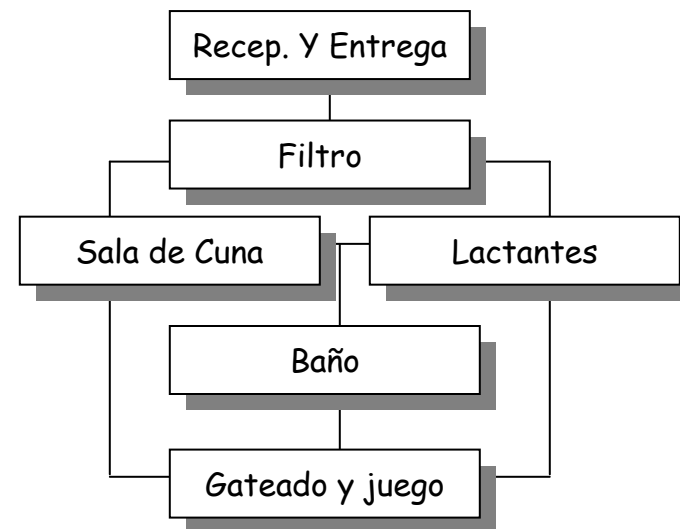 Recep. Y Entrega
Filtro
Sala de Cuna
Lactantes
Baño
Gateado y juego